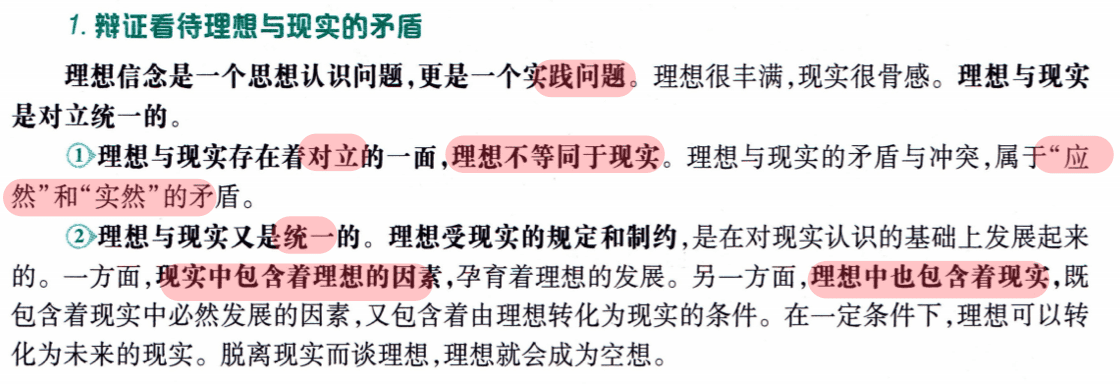 1. 辩证看待理想与现实的矛盾
理想信念是一个思想认识问题,更是一个实践问题。理想很丰满,现实很骨感。理想与现实
是对立统一的。
①理想与现实存在着对立的一面,理想不等同于现实。理想与现实的矛盾与冲突,属于“应
然”和“实然”的矛盾。
②理想与现实又是统一的。理想受现实的规定和制约,是在对现实认识的基础上发展起来
的。一方面,现实中包含着理想的因素,孕育着理想的发展。另一方面,理想中也包含着现实,既
包含着现实中必然发展的因素,又包含着由理想转化为现实的条件。在一定条件下,理想可以转
化为未来的现实。脱离现实而谈理想,理想就会成为空想。